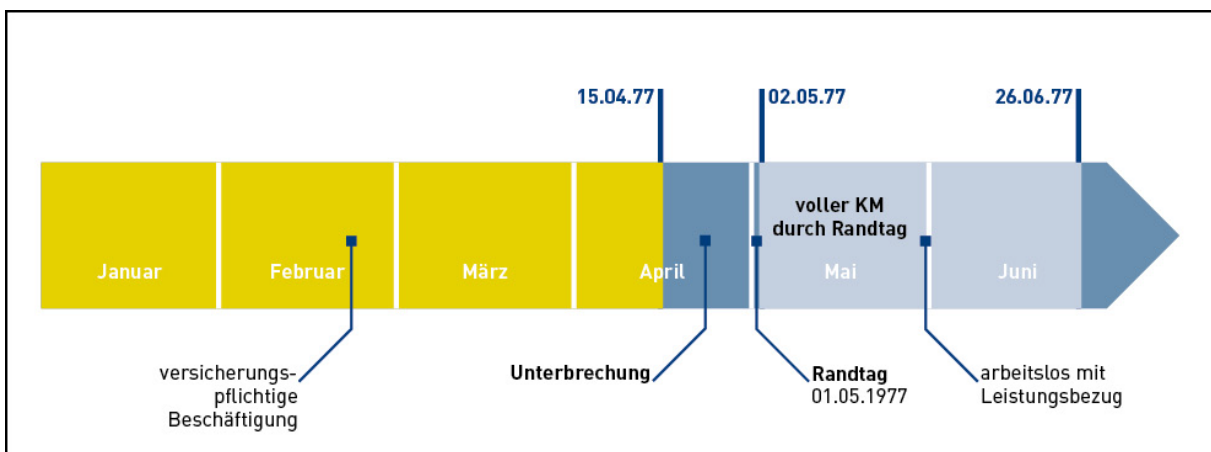 15.04.77
02.05.77
26.06.77
voller KM
durch Randtag
Januar
Februar
März
April
Mai
Juni
versicherungs-
pflichtige
Beschäftigung
Unterbrechung
Randtag
01.05.1977
arbeitslos mit
Leistungsbezug